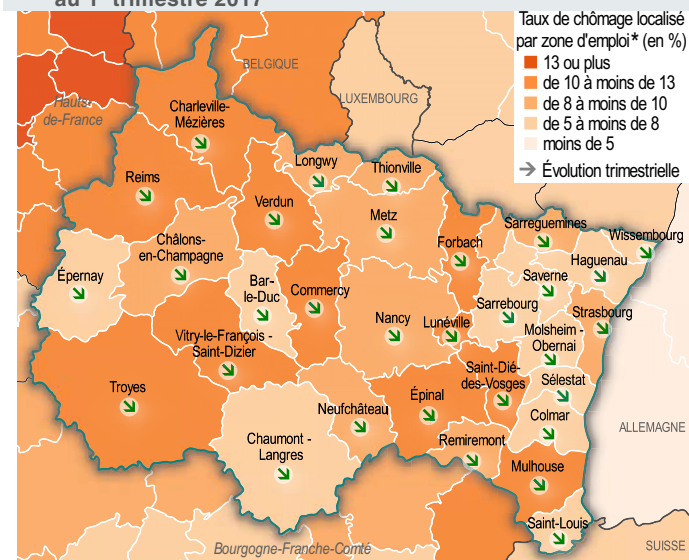 au 1er trimestre 2017
Taux de chômage localisé
par zone d'emploi* (en %)
13 ou plus
de 10 à moins de 13
de 8 à moins de 10
de 5 à moins de 8
moins de 5
Évolution trimestrielle
BELGIQUE
LUXEMBOURG
Hauts-
de-France
Charleville-
Mézières
Longwy
Thionville
Reims
Verdun
Metz
Sarreguemines
Wissembourg
Forbach
Châlons-
en-Champagne
Haguenau
Épernay
Bar-
le-Duc
Commercy
Saverne
Sarrebourg
Strasbourg
Nancy
Lunéville
Molsheim -
Obernai
Vitry-le-François -
Saint-Dizier
Saint-Dié-
des-Vosges
Sélestat
Troyes
Épinal
Neufchâteau
Colmar
ALLEMAGNE
Chaumont -
Langres
Remiremont
Mulhouse
Saint-Louis
Bourgogne-Franche-Comté
SUISSE